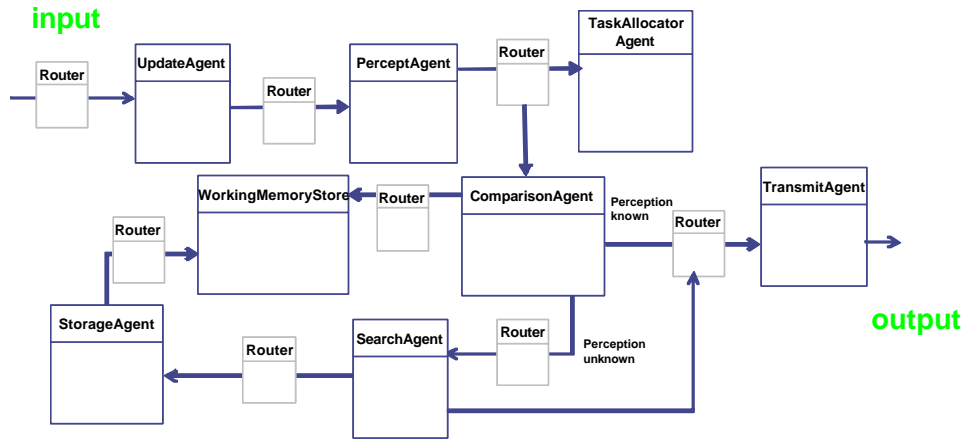 input
Router
UpdateAgent
Router
PerceptAgent
Router
TaskAllocator
Agent
WorkingMemoryStore
Router
ComparisonAgent
Perception
known
Router
TransmitAgent
Router
StorageAgent
Router
SearchAgent
Router
Perception
unknown
output